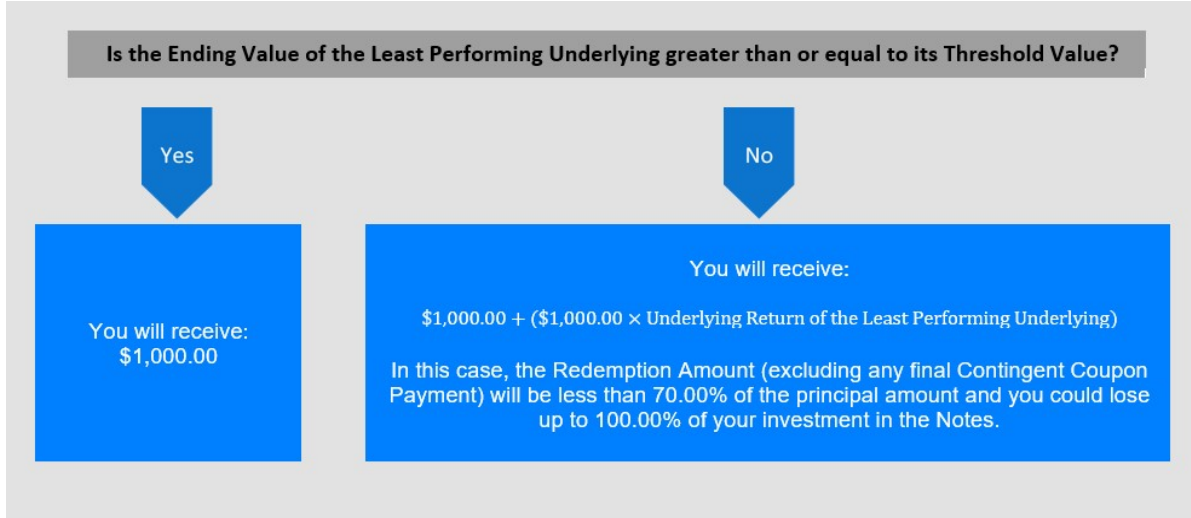 Is the Ending Value of the Least Performing Underlying greater than or equal to its Threshold Value?
Yes
No
You will receive:
$1,000.00
You will receive:
$1,000.00 + ($1,000.00 × Underlying Return of the Least Performing Underlying)
In this case, the Redemption Amount (excluding any final Contingent Coupon
Payment) will be less than 70.00% of the principal amount and you could lose
up to 100.00% of your investment in the Notes.